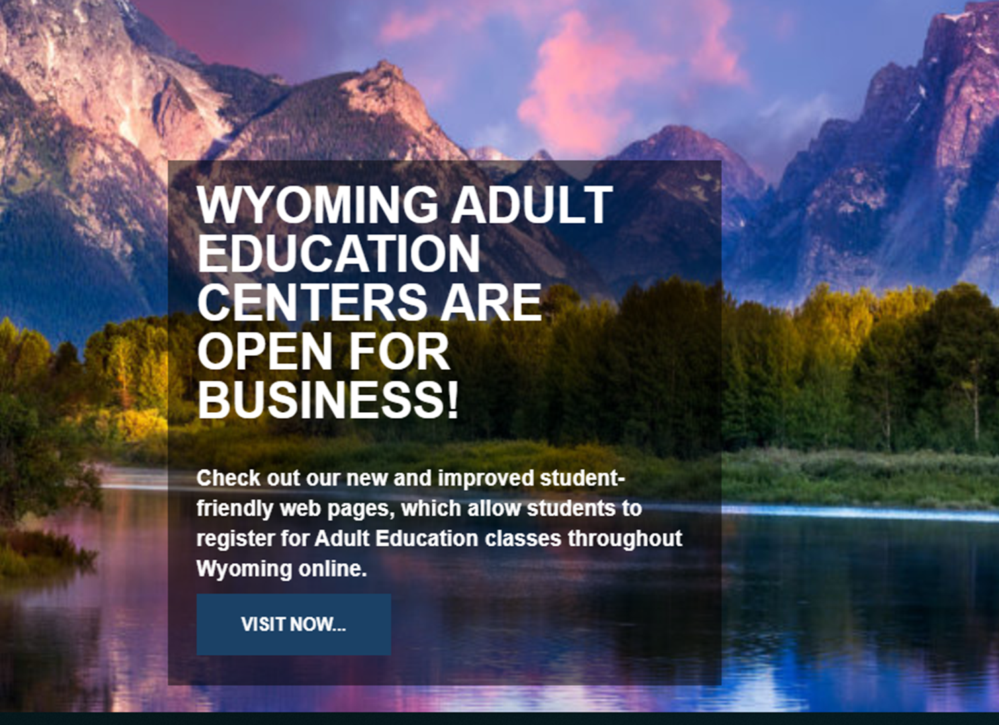 WYOMING ADULT
EDUCATION
CENTERS ARE
OPEN FOR
BUSINESS!
Check out our new and improved student-
friendly web pages, which allow students to
register for Adult Education classes throughout
Wyoming online.
VISIT NOW...